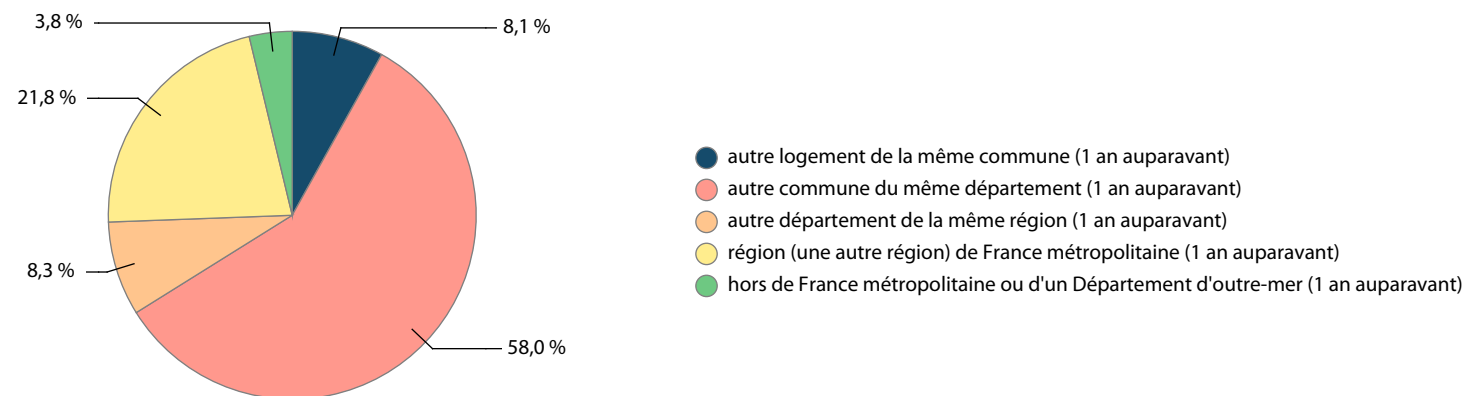 3,8 %
8,1 %
21,8 %
8,3 %
58,0 %
autre logement de la même commune (1 an auparavant)
autre commune du même département (1 an auparavant)
autre département de la même région (1 an auparavant)
région (une autre région) de France métropolitaine (1 an auparavant)
hors de France métropolitaine ou d'un Département d'outre-mer (1 an auparavant)